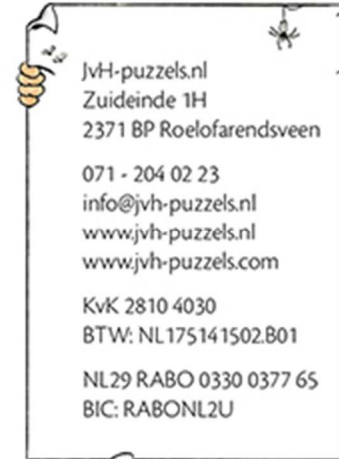 JvH-puzzels.nl
Zuideinde 1H
2371 BP Roelofarendsveen
071 - 204 02 23
info@jvh-puzzels.nl
www.jvh-puzzels.nl
www.jvh-puzzels.com
KvK 2810 4030
BTW: NL175141502.B01
NL29 RABO 0330 0377 65
BIC: RABONL2U